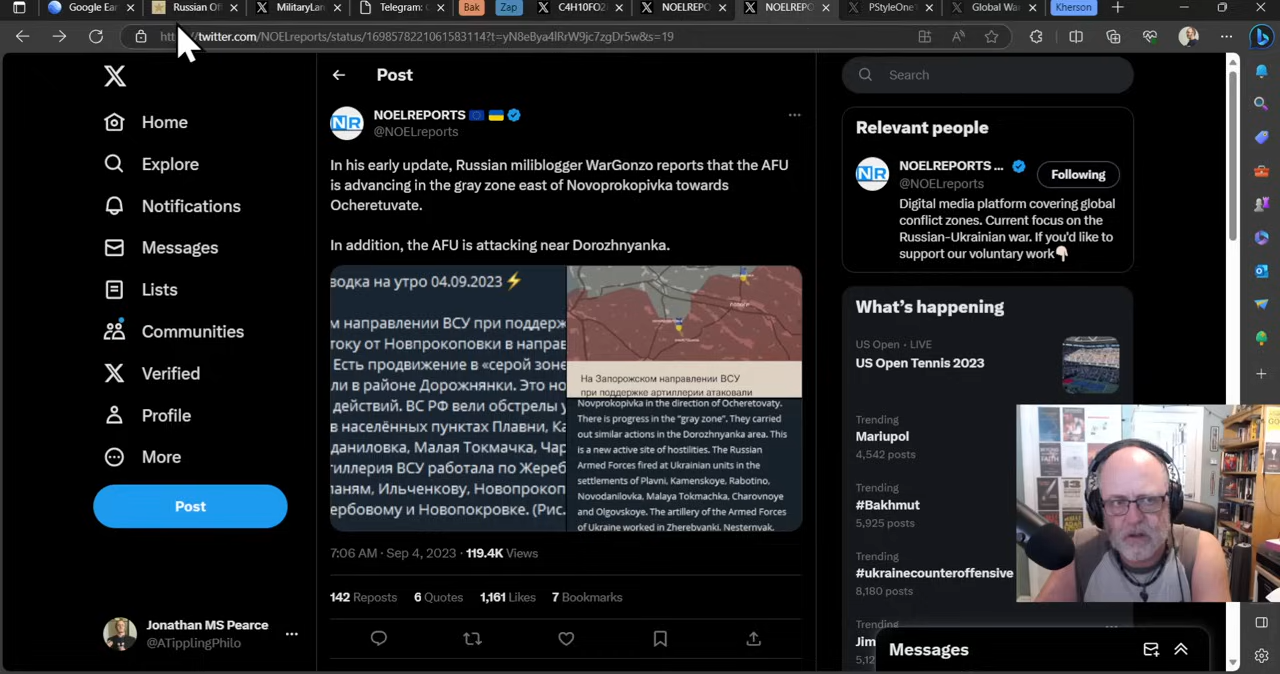 Google Ear
Russian Of
MilitaryLan
Telegram: C
Bak
Zap
C4H10FO2
NOELREPO
NOELREPO
PStyleOne
Global War
Kherson
twitter.com/NOELreports/status/1698578221061583114?t=yN8eBya4lRrW9jc7zgDr5w&s=19
Post
Search
Home
Explore
Notifications
Messages
Lists
Communities
Verified
Profile
More
Post
Jonathan MS Pearce
@ATipplingPhilo
NR
NOELREPORTS
@NOELreports
In his early update, Russian miliblogger WarGonzo reports that the AFU
is advancing in the gray zone east of Novoprokopivka towards
Ocheretuvate.
In addition, the AFU is attacking near Dorozhnyanka.
водка на утро 04.09.2023
м направлении ВСУ при поддерж
току от Новпрокоповки в направ
Есть продвижение в «серой зоне
ли в районе Дорожнянки. Это но
действий. ВС РФ вели обстрелы у
в населённых пунктах Плавни, Ка
даниловка, Малая Токмачка, Чар
тиллерия ВСУ работала по Жереб
ланям, Ильченкову, Новопрокоп
ербовому и Новопокровке. (Рис.
На Запорожском направлении ВСУ
при поддержке артиллерии атаковали
Novprokopivka in the direction of Ocheretovaty.
There is progress in the "gray zone". They carried
out similar actions in the Dorozhnyanka area. This
is a new active site of hostilities. The Russian
Armed Forces fired at Ukrainian units in the
settlements of Plavni, Kamenskoye, Rabotino,
Novodanilovka, Malaya Tokmachka, Charovnoye
and Olgovskoye. The artillery of the Armed Forces
of Ukraine worked in Zherebyanki, Nesteryak,
7:06 AM · Sep 4, 2023 · 119.4K Views
142 Reposts 6 Quotes 1,161 Likes 7 Bookmarks
Relevant people
NR
NOELREPORTS ...
@NOELreports
Following
Digital media platform covering global
conflict zones. Current focus on the
Russian-Ukrainian war. If you'd like to
support our voluntary work
What's happening
US Open · LIVE
US Open Tennis 2023
Trending
Mariupol
4,542 posts
Trending
#Bakhmut
5,925 posts
Trending
#ukrainecounteroffensive
8,180 posts
Trending
Jim
Messages